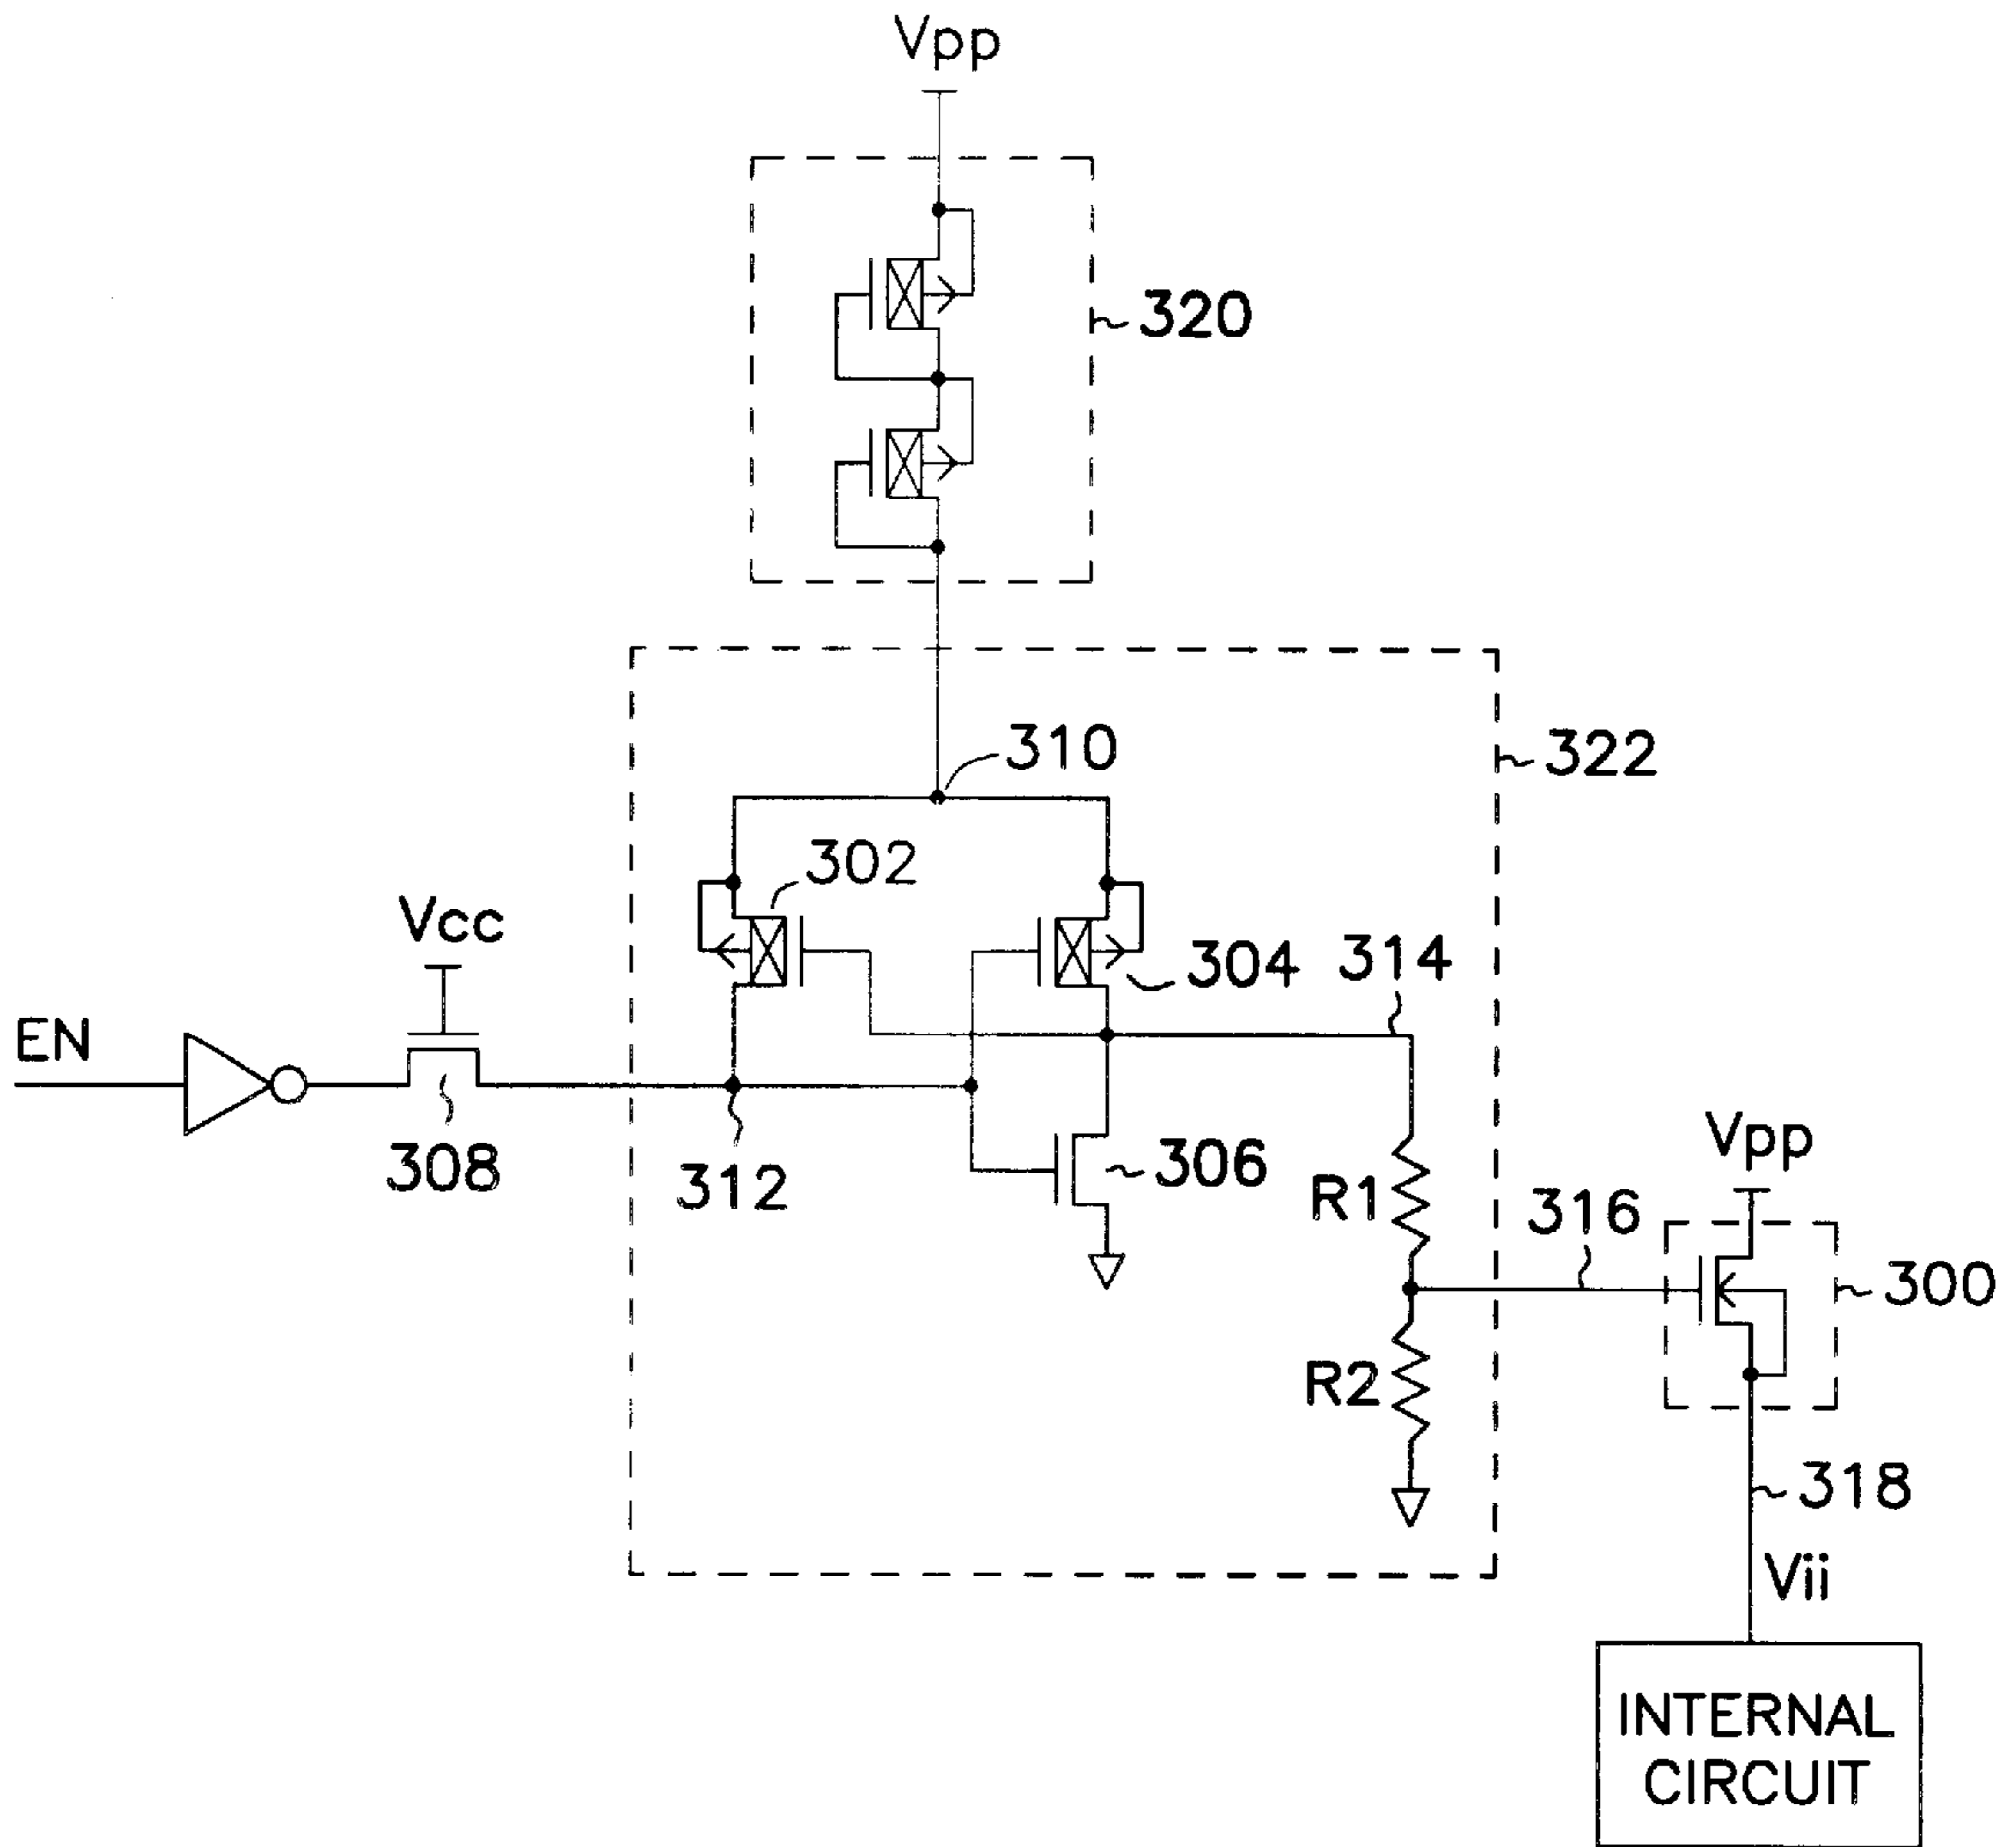 Vpp
320
310
322
302
Vcc
304
314
EN
308
312
306
R1
316
Vpp
300
R2
318
Vii
INTERNAL
CIRCUIT